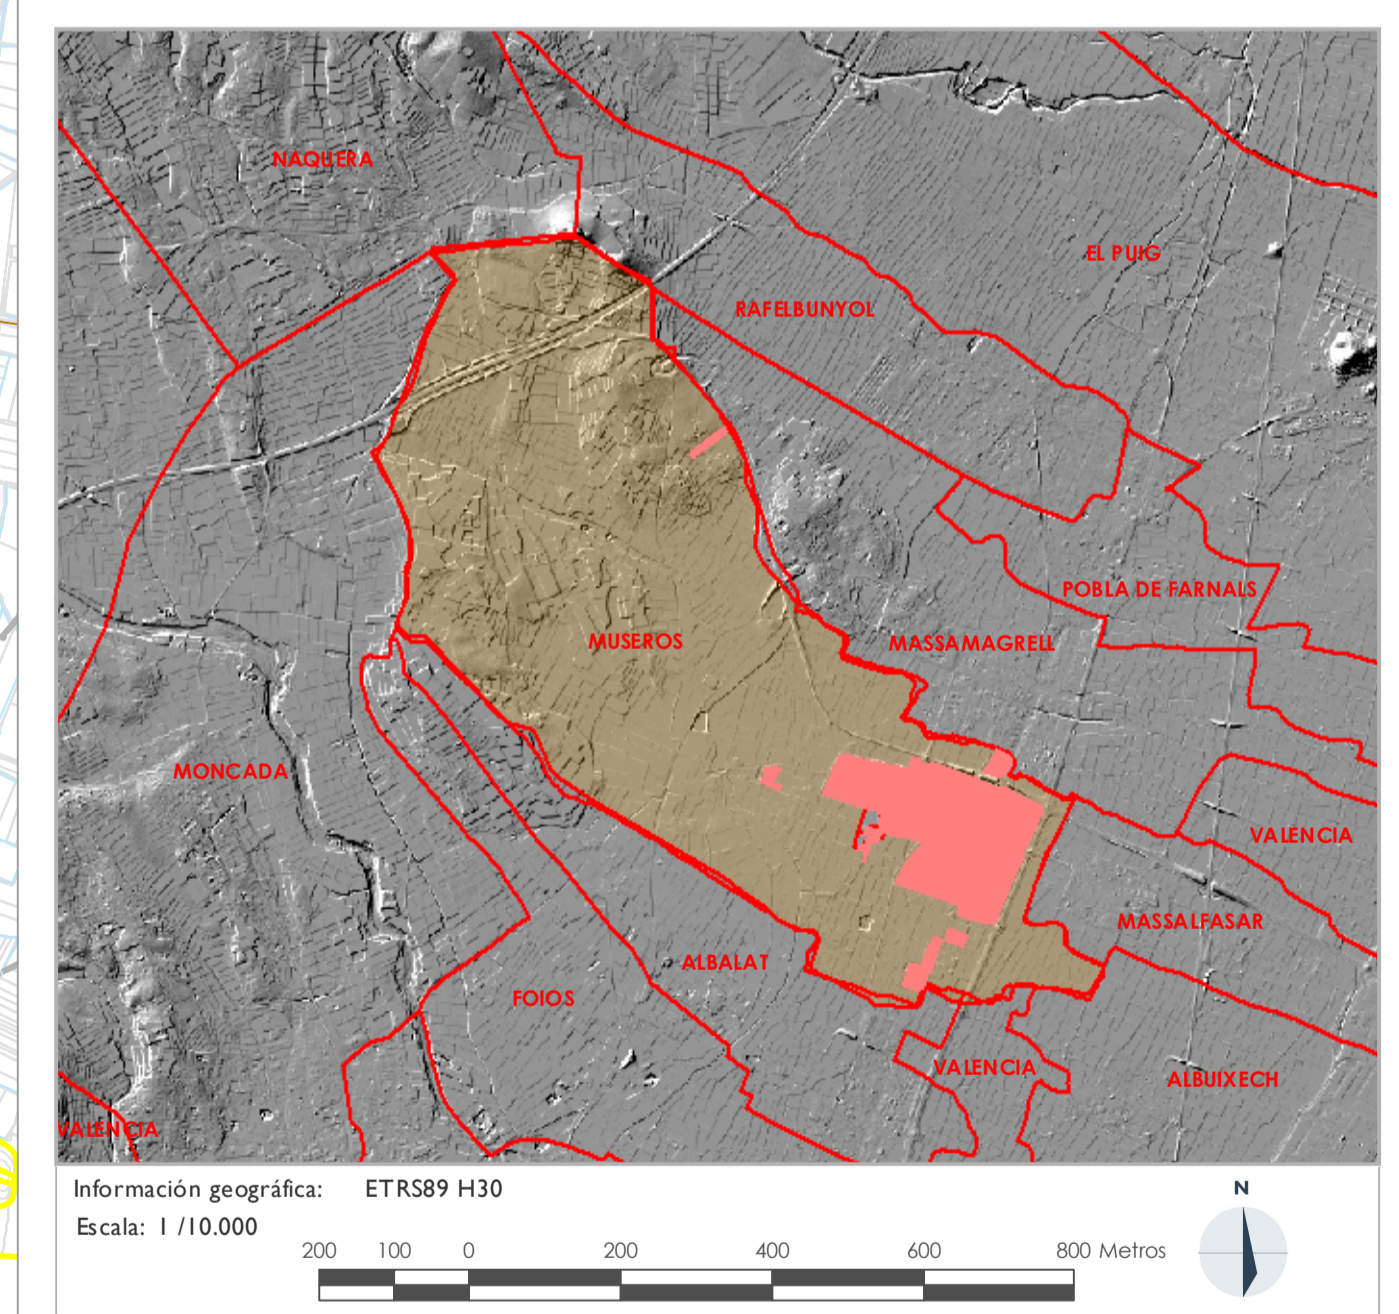 NAQUERA
EL PUIG
RAFELBUNYOL
POBLA DE FARNALS
MUSEROS
MASSAMAGRELL
MONCADA
VALENCIA
MASSALFASAR
ALBALAT
FOIOS
VALENCIA
ALBUIXECH
VALENCIA
Información geográfica: ETRS89 H30
Escala: 1 /10.000
N
200 100 0 200 400 600 800 Metros